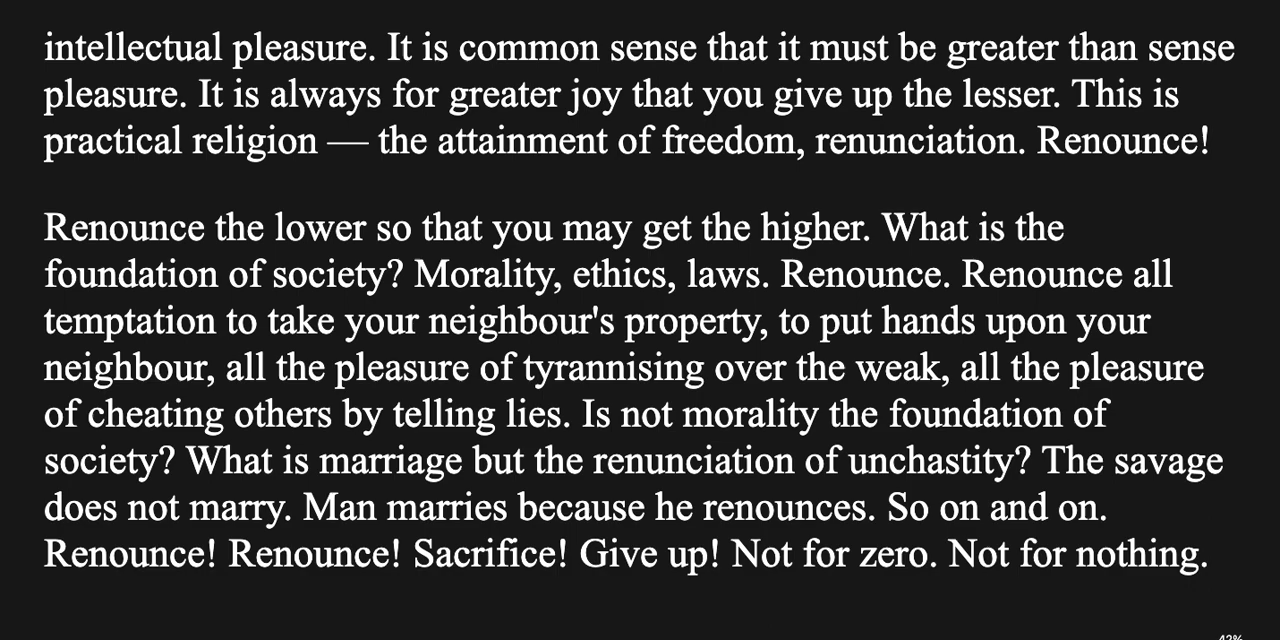 intellectual pleasure. It is common sense that it must be greater than sense
pleasure. It is always for greater joy that you give up the lesser. This is
practical religion — the attainment of freedom, renunciation. Renounce!
Renounce the lower so that you may get the higher. What is the
foundation of society? Morality, ethics, laws. Renounce. Renounce all
temptation to take your neighbour's property, to put hands upon your
neighbour, all the pleasure of tyrannising over the weak, all the pleasure
of cheating others by telling lies. Is not morality the foundation of
society? What is marriage but the renunciation of unchastity? The savage
does not marry. Man marries because he renounces. So on and on.
Renounce! Renounce! Sacrifice! Give up! Not for zero. Not for nothing.